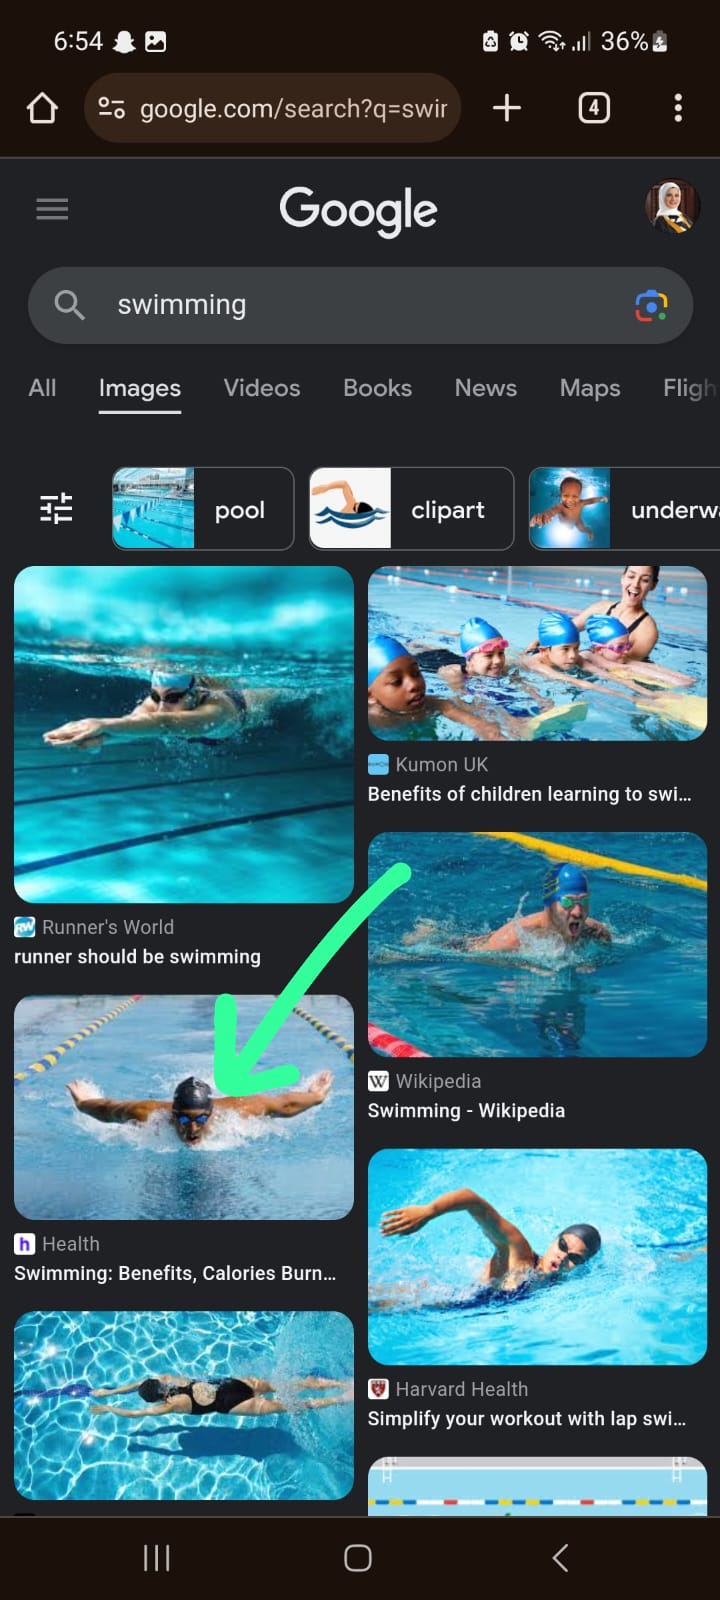 6:54
36%
google.com/search?q=swir
4
Google
swimming
All Images Videos Books News Maps Fligh
pool clipart underwa
Kumon UK
Benefits of children learning to swi...
Runner's World
runner should be swimming
W Wikipedia
Swimming - Wikipedia
h Health
Swimming: Benefits, Calories Burn...
Harvard Health
Simplify your workout with lap swi...